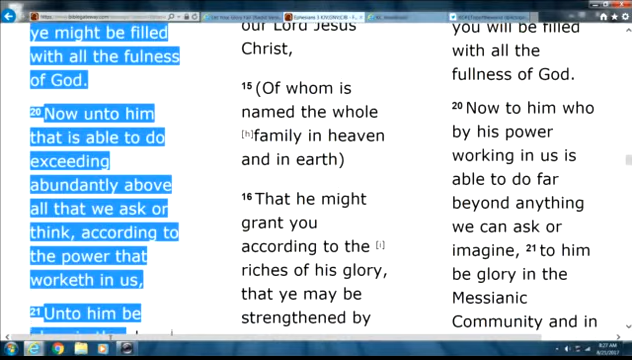 ye might be filled
with all the fulness
of God.
20 Now unto him
that is able to do
exceeding
abundantly above
all that we ask or
think, according to
the power that
worketh in us,
21 Unto him be
our Lord Jesus
Christ,
15 (Of whom is
named the whole
[h]family in heaven
and in earth)
16 That he might
grant you
according to the [i]
riches of his glory,
that ye may be
strengthened by
you will be filled
with all the
fullness of God.
20 Now to him who
by his power
working in us is
able to do far
beyond anything
we can ask or
imagine, 21 to him
be glory in the
Messianic
Community and in
8:27 AM